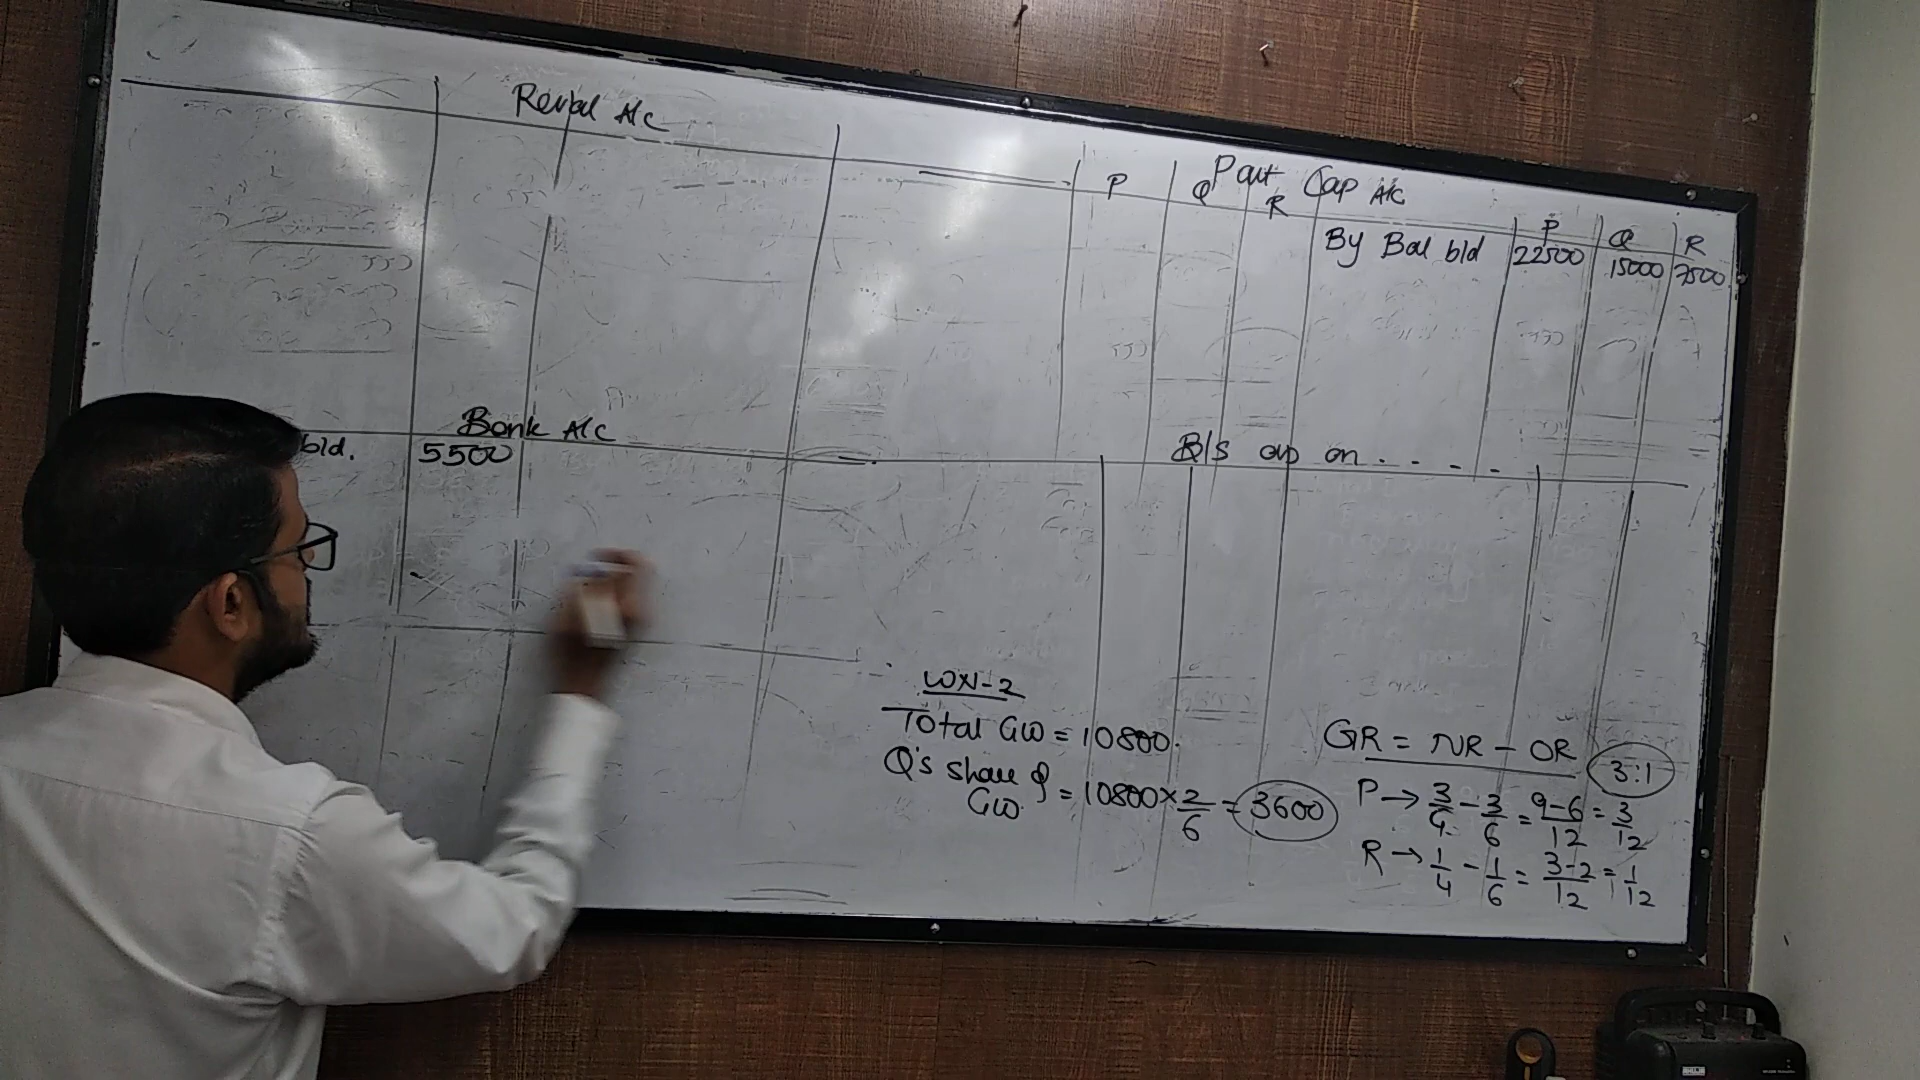 Reval A/c
Part Cap A/c
P Q R P Q R
By Bal b/d 22500 15000 7500
Bank A/C
b/d. 5500
B/S as on - - - -
WN-2
Total GW = 10800.
Q's share of GW. = 10800 × 2/6 = 3600
GR = NR - OR 3:1
P → 3/4 - 3/6 = 9-6/12 = 3/12
R → 1/4 - 1/6 = 3-2/12 = 1/12